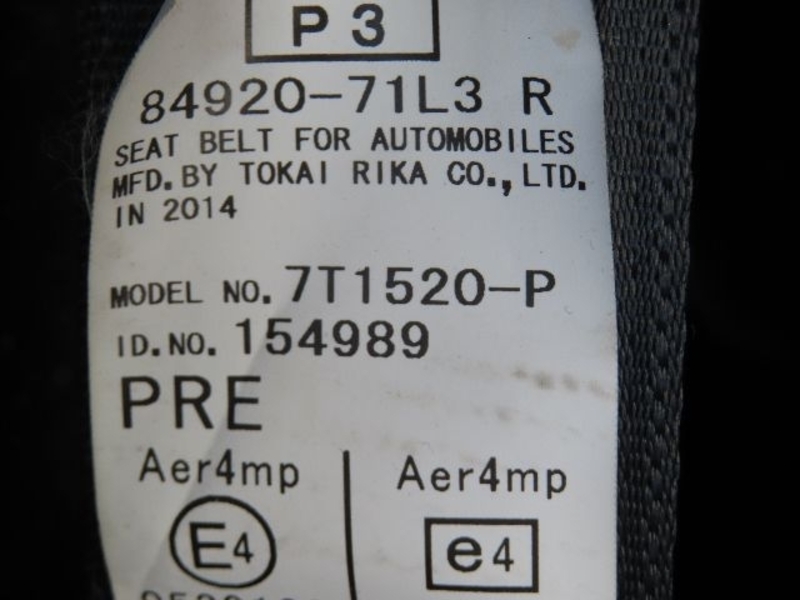 P3
84920-71L3 R
SEAT BELT FOR AUTOMOBILES
MFD. BY TOKAI RIKA CO., LTD.
IN 2014
MODEL NO. 7T1520-P
ID. NO. 154989
PRE
Aer4mp Aer4mp
E4 e4